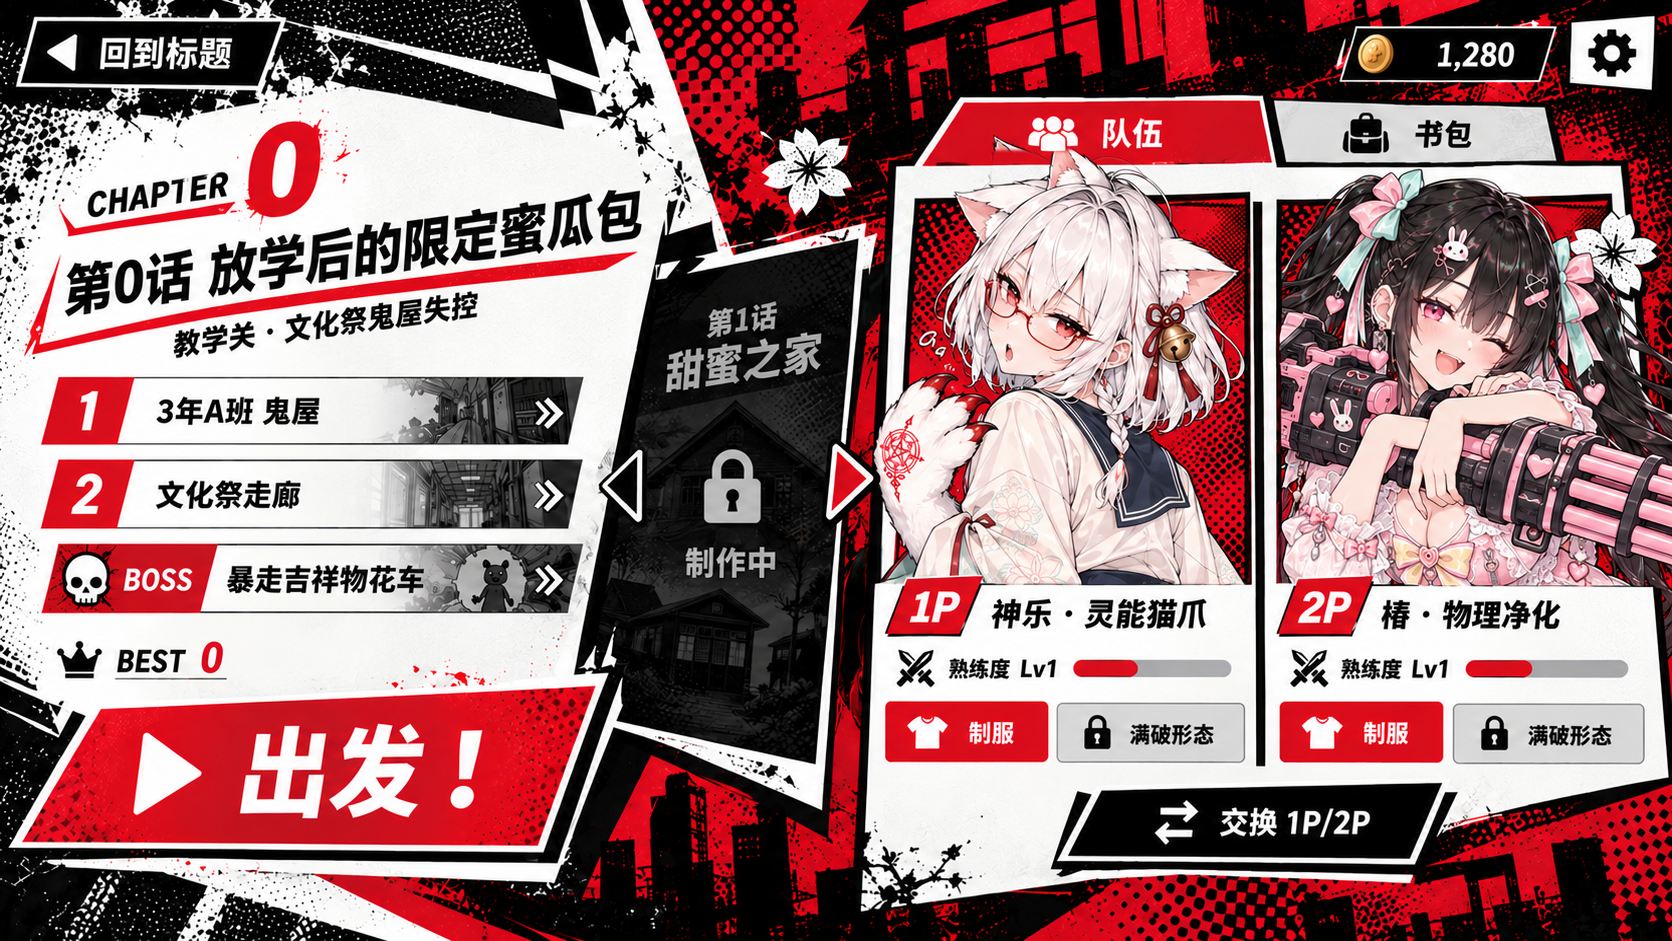 回到标题
1,280
CHAPTER 0
第0话 放学后的限定蜜瓜包
教学关·文化祭鬼屋失控
1 3年A班 鬼屋
2 文化祭走廊
BOSS 暴走吉祥物花车
BEST 0
出发！
第1话
甜蜜之家
制作中
队伍
书包
1P 神乐·灵能猫爪
熟练度 Lv1
制服
满破形态
2P 椿·物理净化
熟练度 Lv1
制服
满破形态
交换 1P/2P